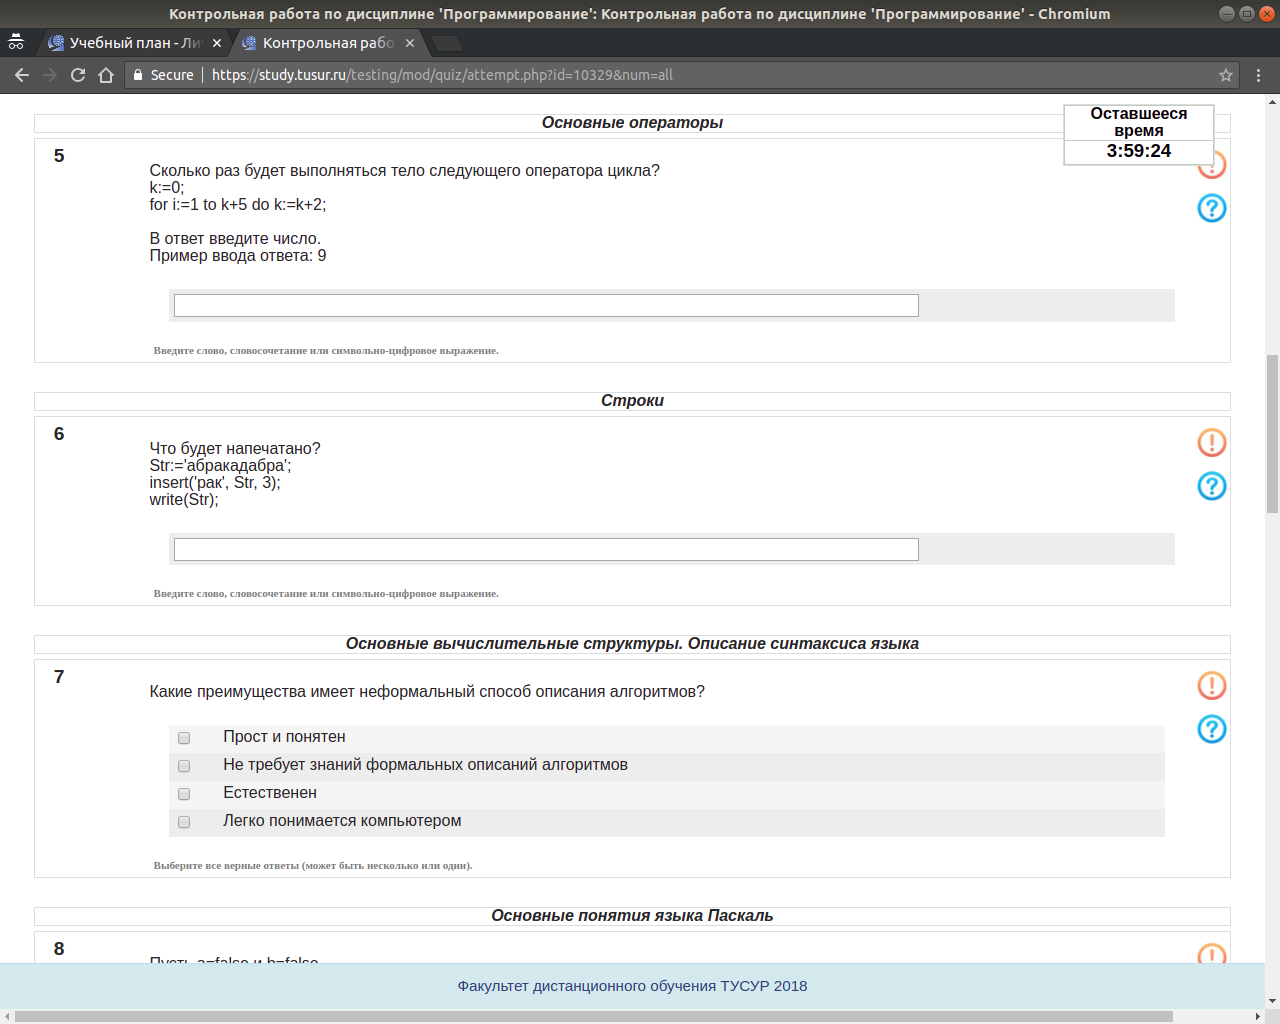 Контрольная работа по дисциплине 'Программирование': Контрольная работа по дисциплине 'Программирование' - Chromium
Учебный план - Ли
Контрольная рабо
Secure
https://study.tusur.ru/testing/mod/quiz/attempt.php?id=10329&num=all
Оставшееся
время
3:59:24
Основные операторы
5
Сколько раз будет выполняться тело следующего оператора цикла?
k:=0;
for i:=1 to k+5 do k:=k+2;
В ответ введите число.
Пример ввода ответа: 9
Введите слово, словосочетание или символьно-цифровое выражение.
Строки
6
Что будет напечатано?
Str:='абракадабра';
insert('рак', Str, 3);
write(Str);
Введите слово, словосочетание или символьно-цифровое выражение.
Основные вычислительные структуры. Описание синтаксиса языка
7
Какие преимущества имеет неформальный способ описания алгоритмов?
Прост и понятен
Не требует знаний формальных описаний алгоритмов
Естественен
Легко понимается компьютером
Выберите все верные ответы (может быть несколько или один).
Основные понятия языка Паскаль
8
Пусть a=false и b=false
Факультет дистанционного обучения ТУСУР 2018